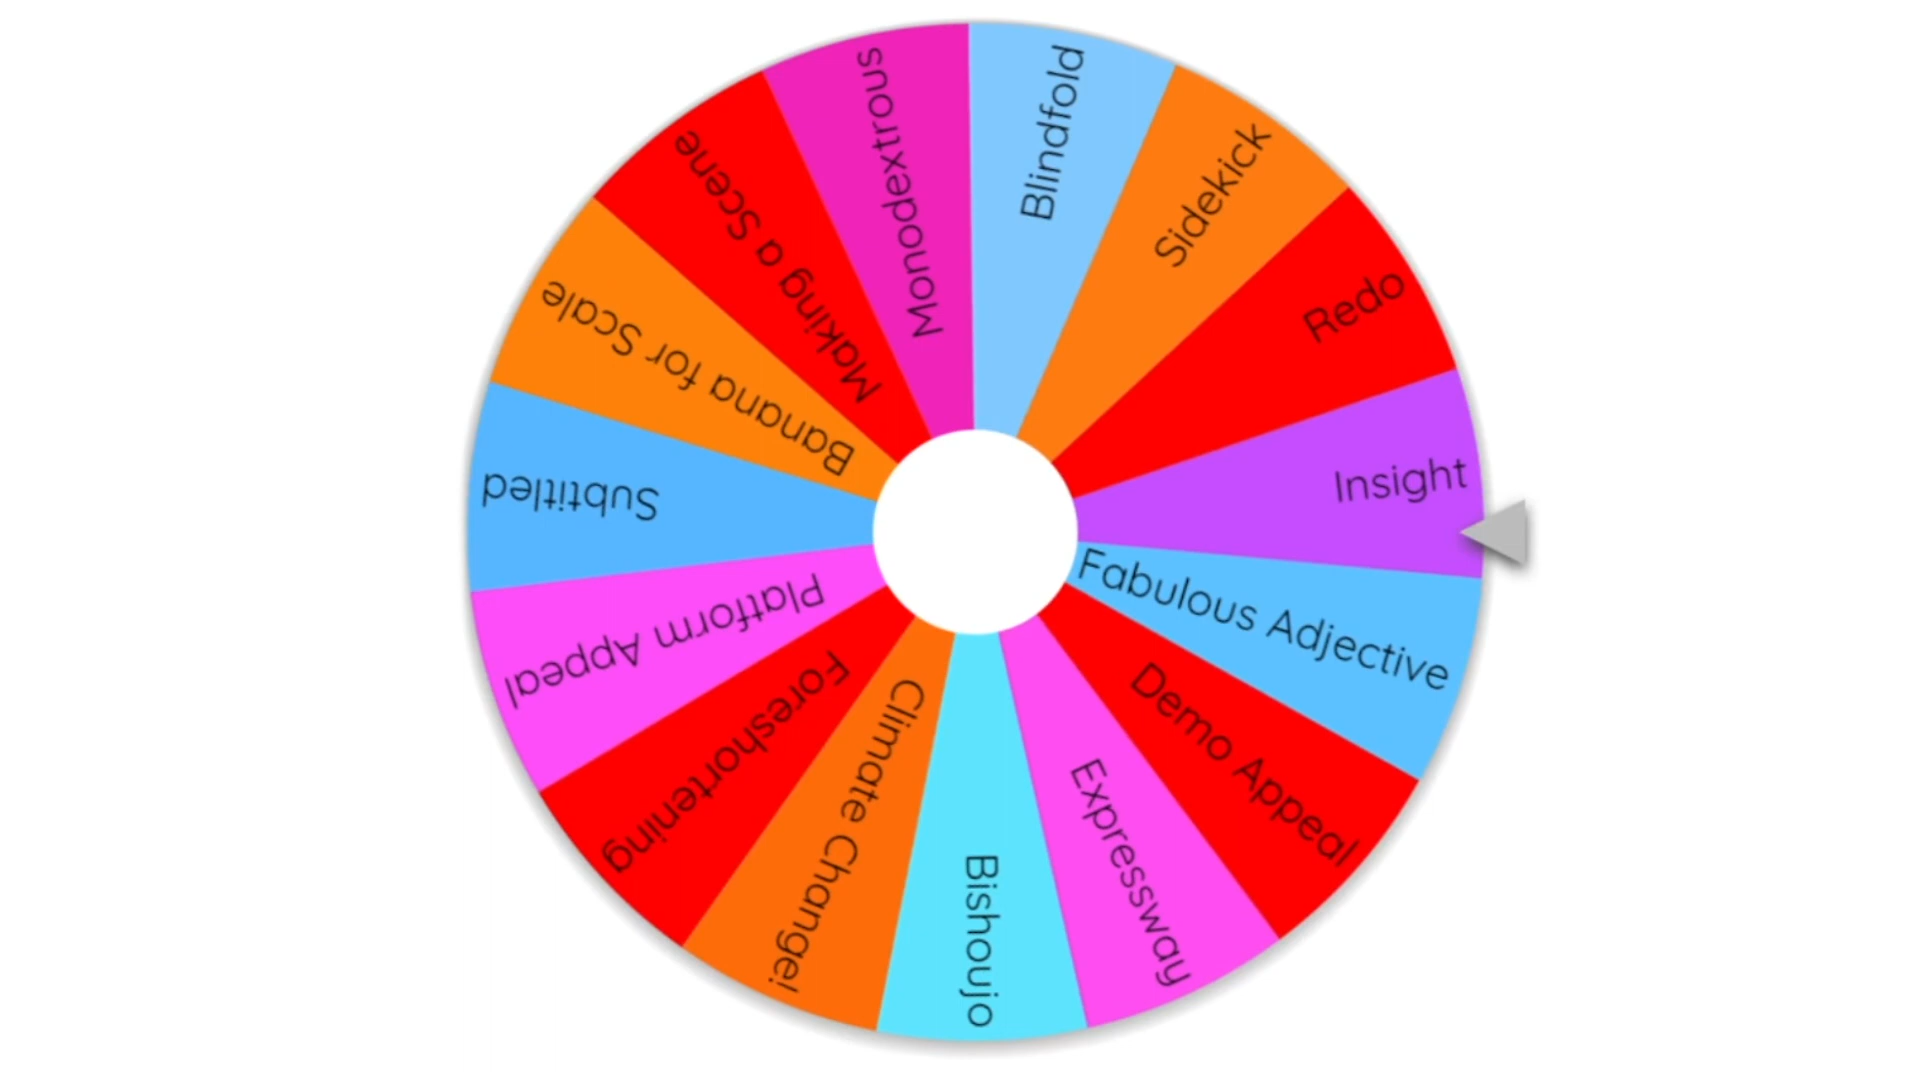 Blindfold
Sidekick
Redo
Insight
Fabulous Adjective
Demo Appeal
Expressway
Bishoujo
Climate Change!
Foreshortening
Platform Appeal
Subtitled
Banana for Scale
Making a Scene
Monodextrous